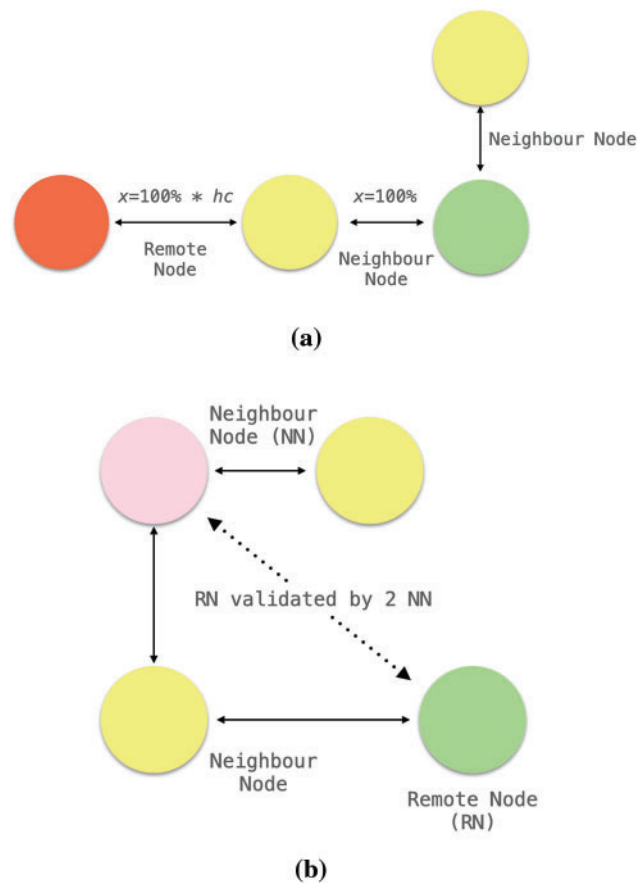 Neighbour Node
x=100% * hc
x=100%
Remote
Node
Neighbour
Node
(a)
Neighbour
Node (NN)
RN validated by 2 NN
Neighbour
Node
Remote Node
(RN)
(b)